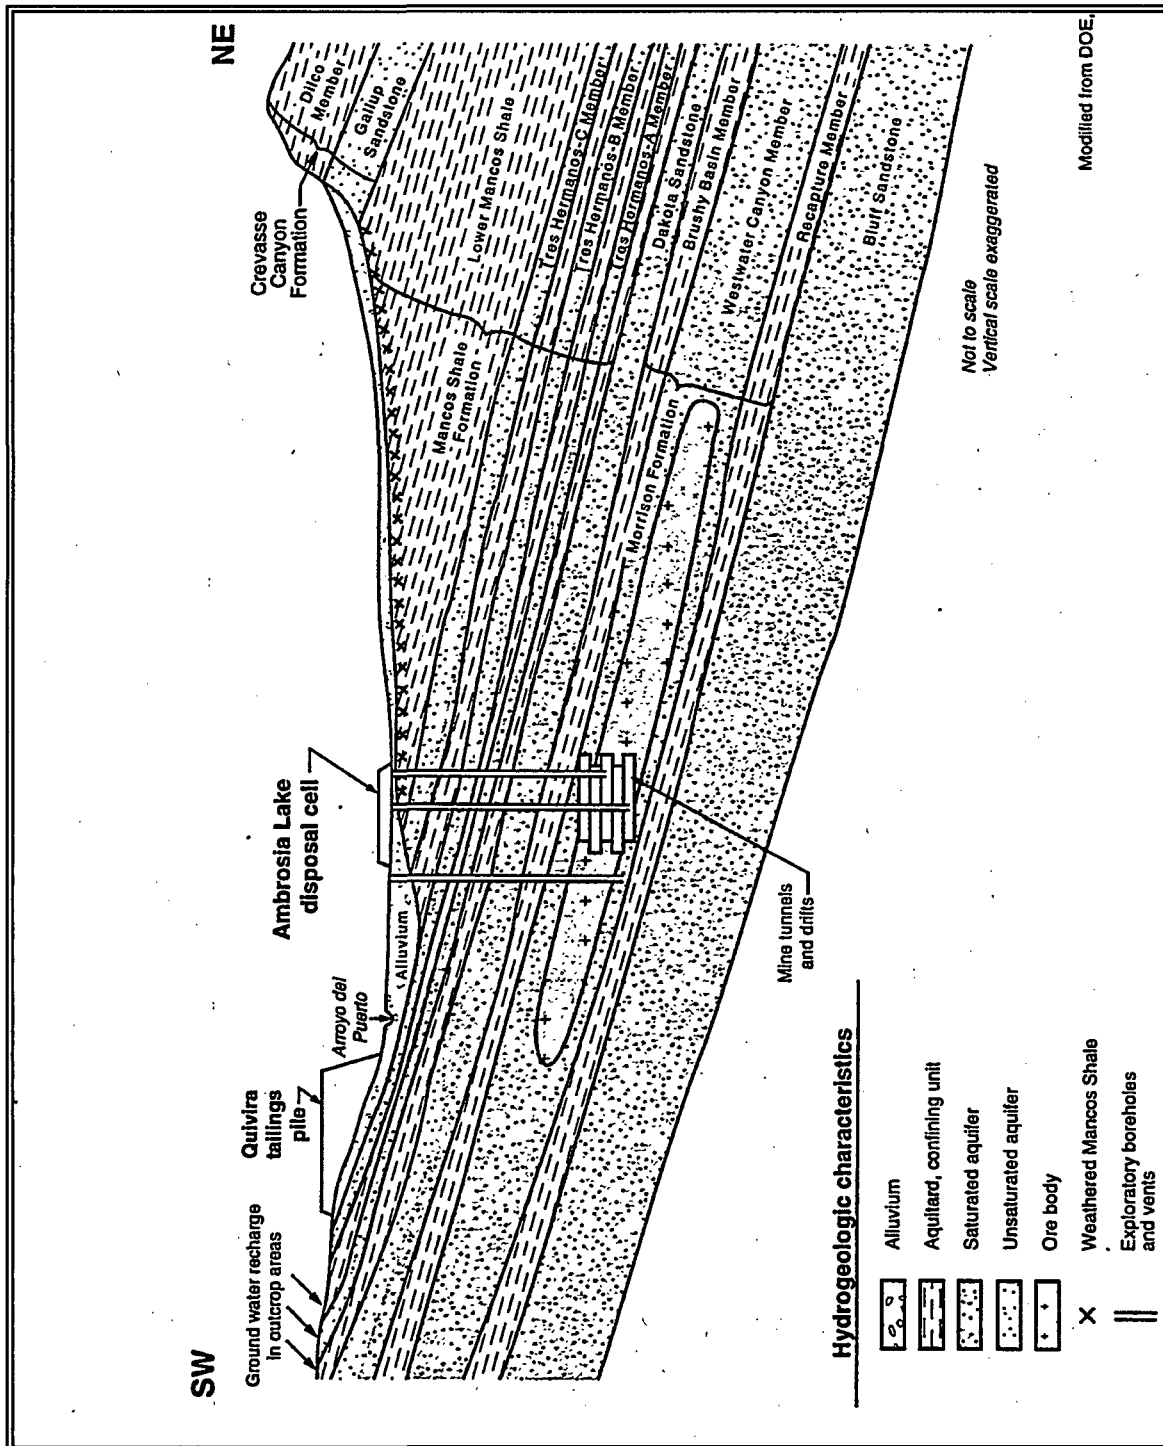 SW
NE
Ground water recharge
in outcrop areas
Quivira
tailings
pile
Arroyo del
Puerto
Ambrosia Lake
disposal cell
Crevasse
Canyon
Formation
Dilco
Member
Gallup
Sandstone
Alluvium
Mancos Shale
Formation
Lower Mancos Shale
Tres Hermanos-C Member
Tres Hermanos-B Member
Tres Hermanos-A Member
Dakota Sandstone
Brushy Basin Member
Morrison Formation
Westwater Canyon Member
Recapture Member
Bluff Sandstone
Mine tunnels
and drifts
Not to scale
Vertical scale exaggerated
Hydrogeologic characteristics
Alluvium
Aquitard, confining unit
Saturated aquifer
Unsaturated aquifer
Ore body
Weathered Mancos Shale
Exploratory boreholes
and vents
Modified from DOE,